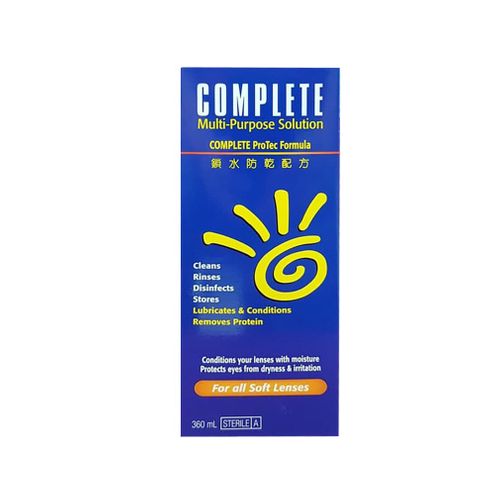 COMPLETE
Multi-Purpose Solution
COMPLETE ProTec Formula
鎖水防乾配方
Cleans
Rinses
Disinfects
Stores
Lubricates & Conditions
Removes Protein
Conditions your lenses with moisture
Protects eyes from dryness & irritation
For all Soft Lenses
360 mL STERILE A